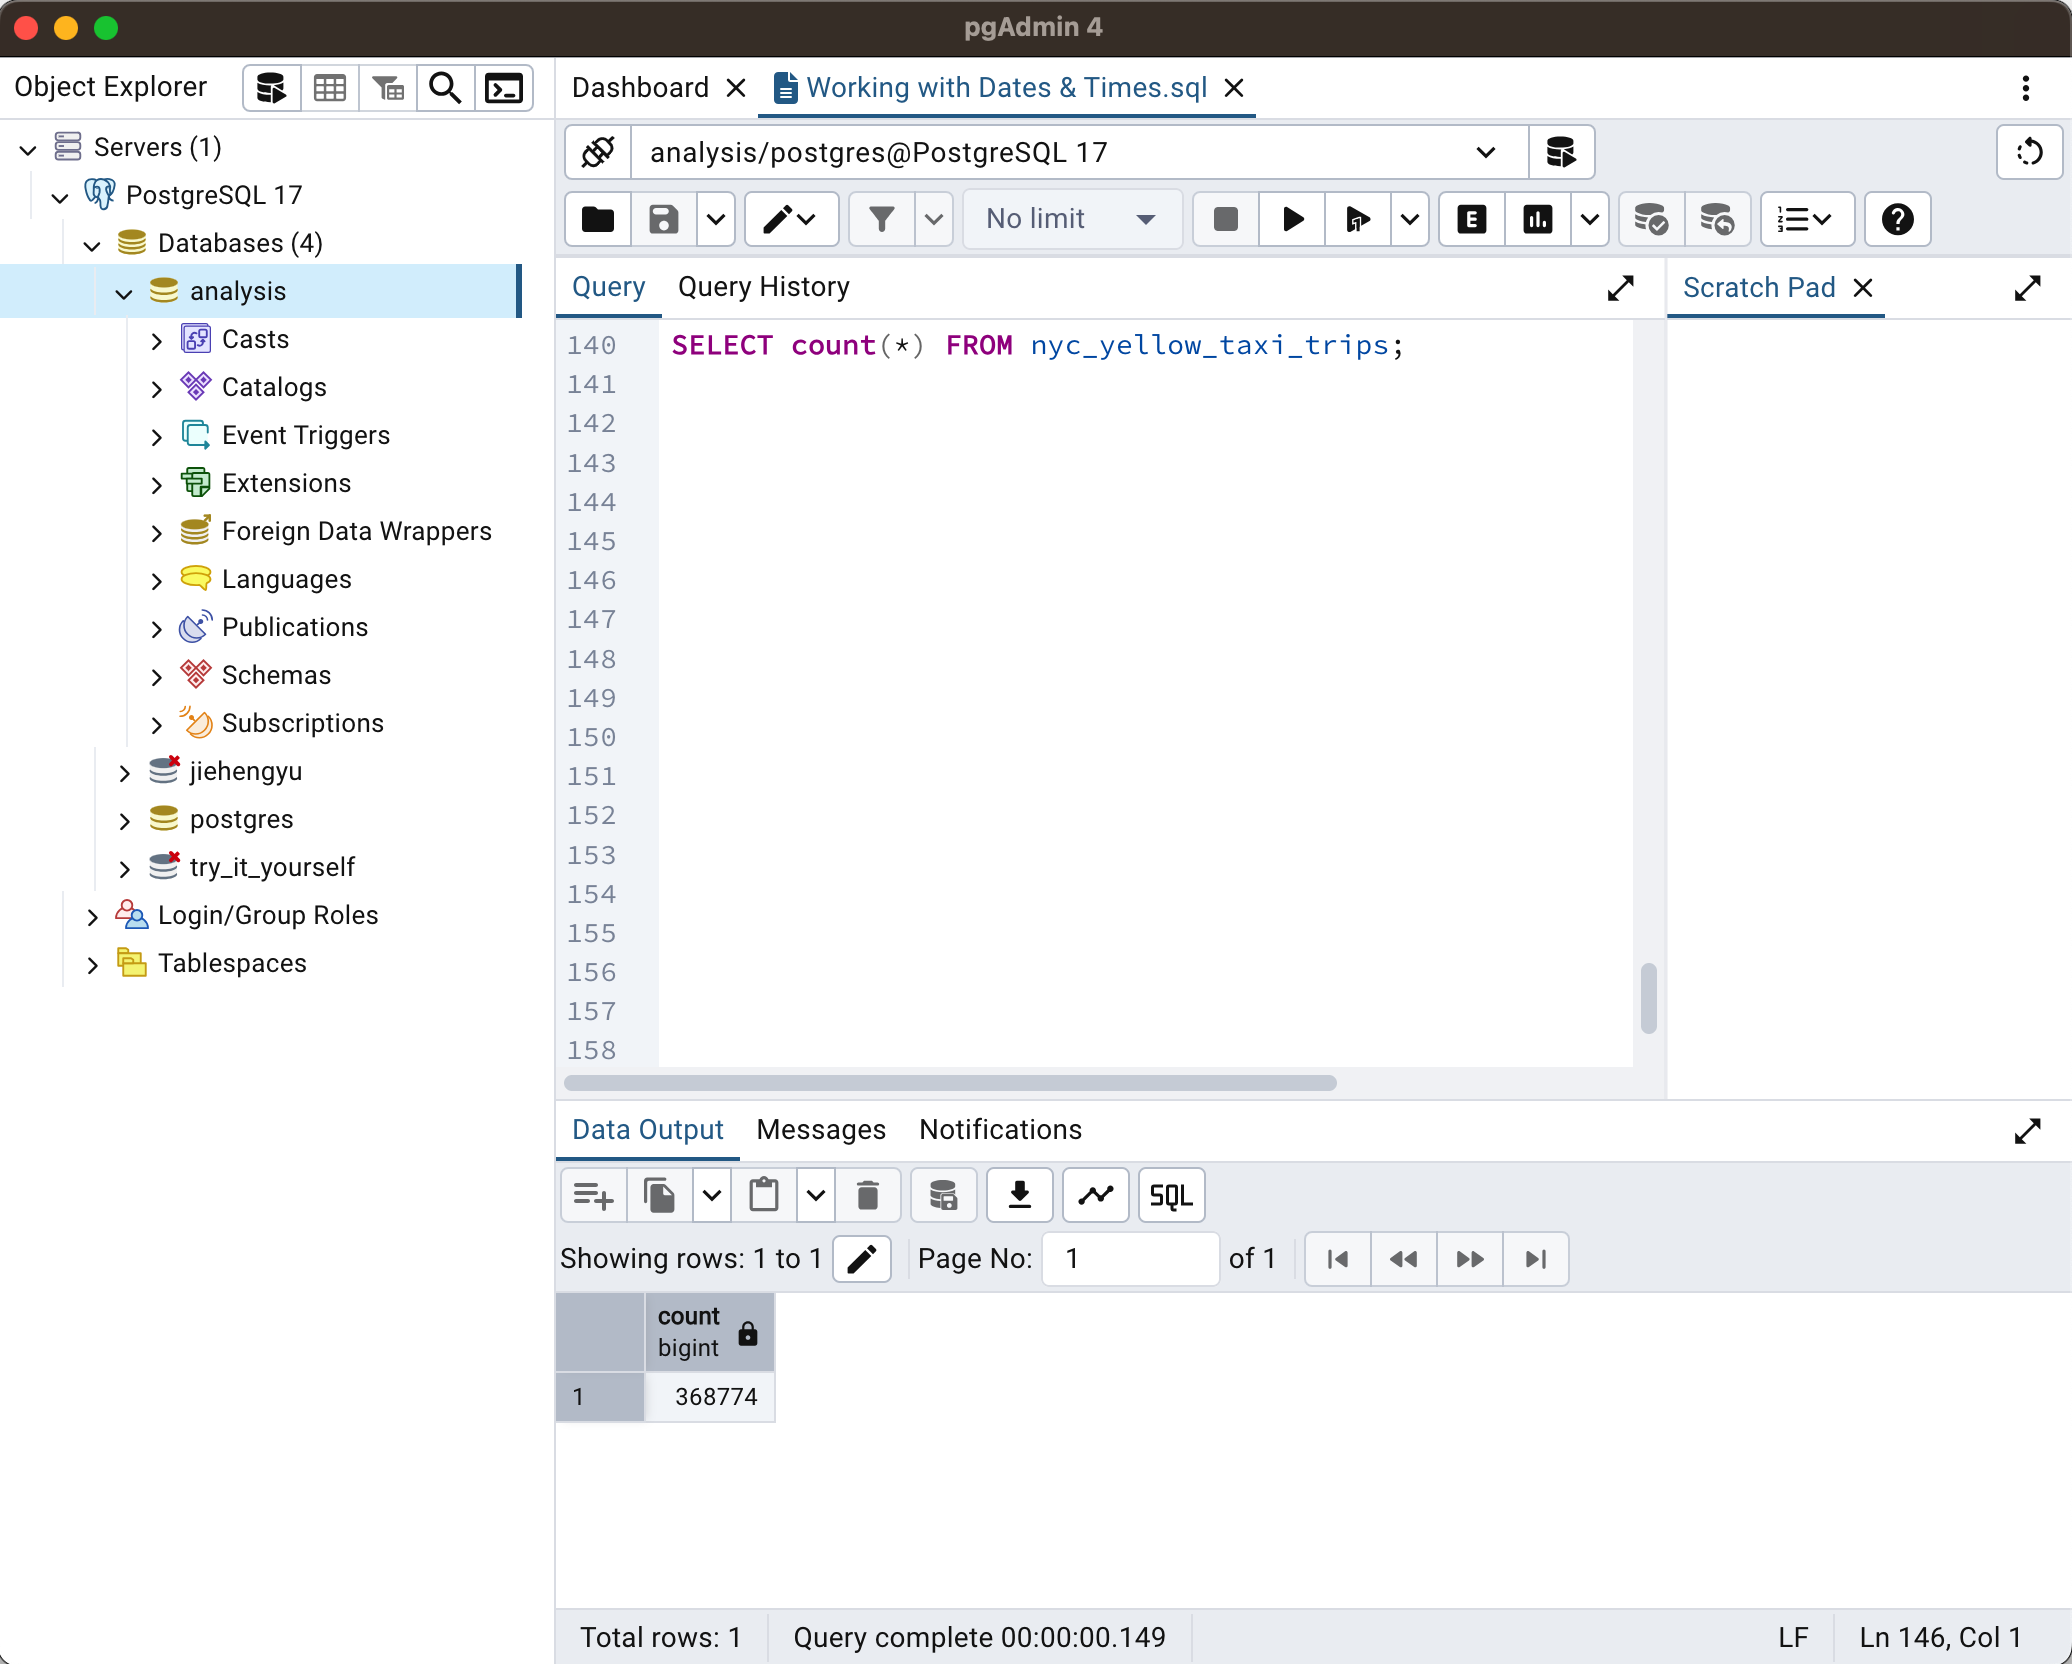 pgAdmin 4
Object Explorer
Servers (1)
PostgreSQL 17
Databases (4)
analysis
Casts
Catalogs
Event Triggers
Extensions
Foreign Data Wrappers
Languages
Publications
Schemas
Subscriptions
jiehengyu
postgres
try_it_yourself
Login/Group Roles
Tablespaces
Dashboard
Working with Dates & Times.sql
analysis/postgres@PostgreSQL 17
No limit
E
Query
Query History
Scratch Pad
140 SELECT count(*) FROM nyc_yellow_taxi_trips;
141
142
143
144
145
146
147
148
149
150
151
152
153
154
155
156
157
158
Data Output
Messages
Notifications
SQL
Showing rows: 1 to 1
Page No: 1 of 1
count
bigint
1 368774
Total rows: 1
Query complete 00:00:00.149
LF
Ln 146, Col 1